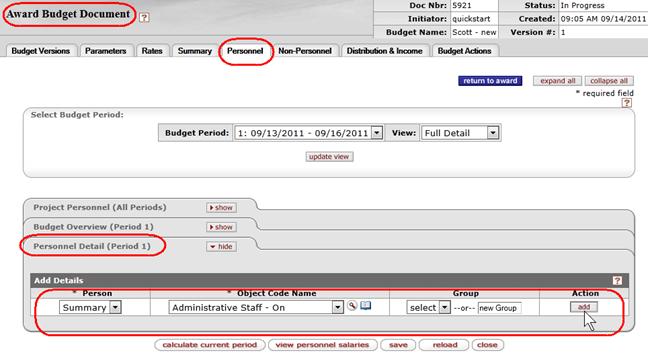 Award Budget Document ?
Doc Nbr: 5921 Status: In Progress
Initiator: quickstart Created: 09:05 AM 09/14/2011
Budget Name: Scott - new Version #: 1
Budget Versions Parameters Rates Summary Personnel Non-Personnel Distribution & Income Budget Actions
return to award expand all collapse all
* required field
?
Select Budget Period:
Budget Period: 1: 09/13/2011 - 09/16/2011 View: Full Detail
update view
Project Personnel (All Periods) show
Budget Overview (Period 1) show
Personnel Detail (Period 1) hide
Add Details ?
* Person * Object Code Name Group Action
Summary Administrative Staff - On select --or-- new Group add
calculate current period view personnel salaries save reload close